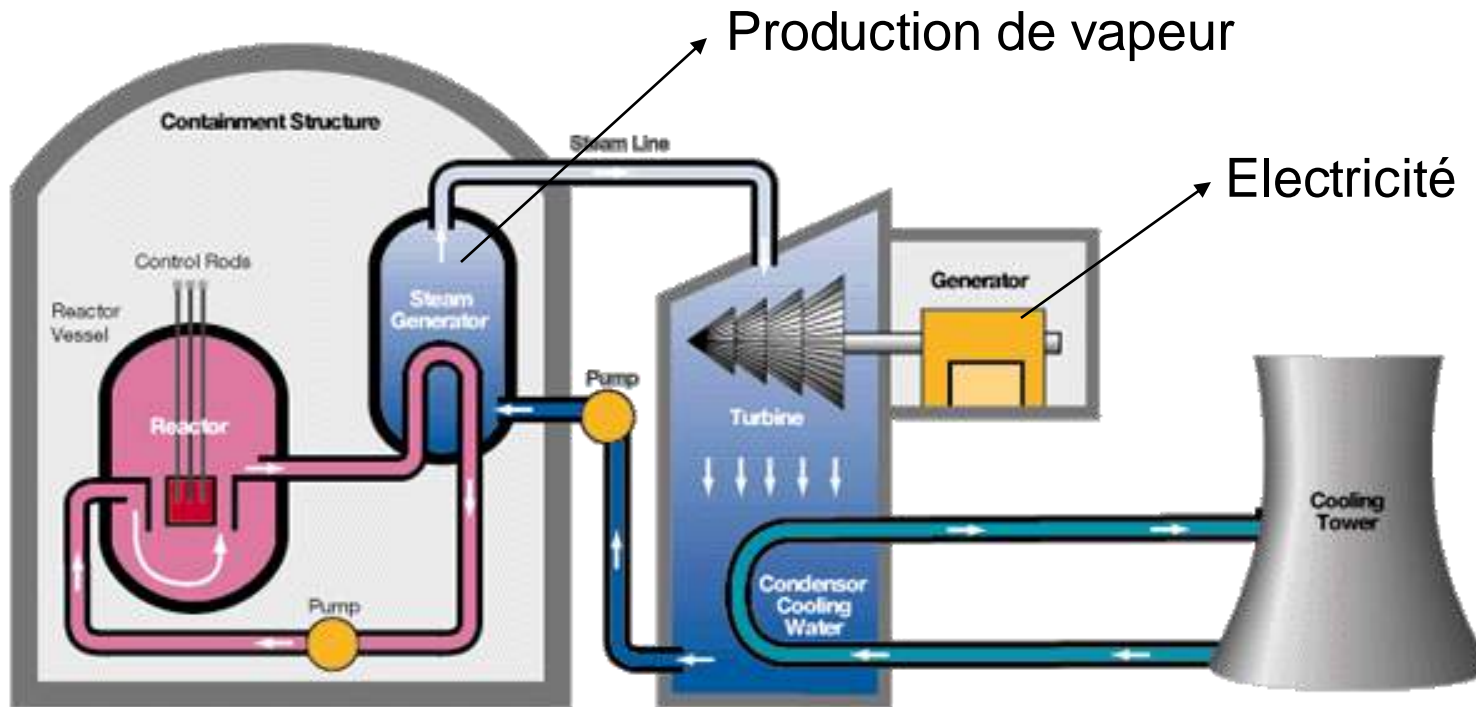 Production de vapeur
Containment Structure
Steam Line
Electricité
Control Rods
Generator
Steam
Generator
Reactor
Vessel
Pump
Reactor
Turbine
Cooling
Tower
Condensor
Cooling
Water
Pump